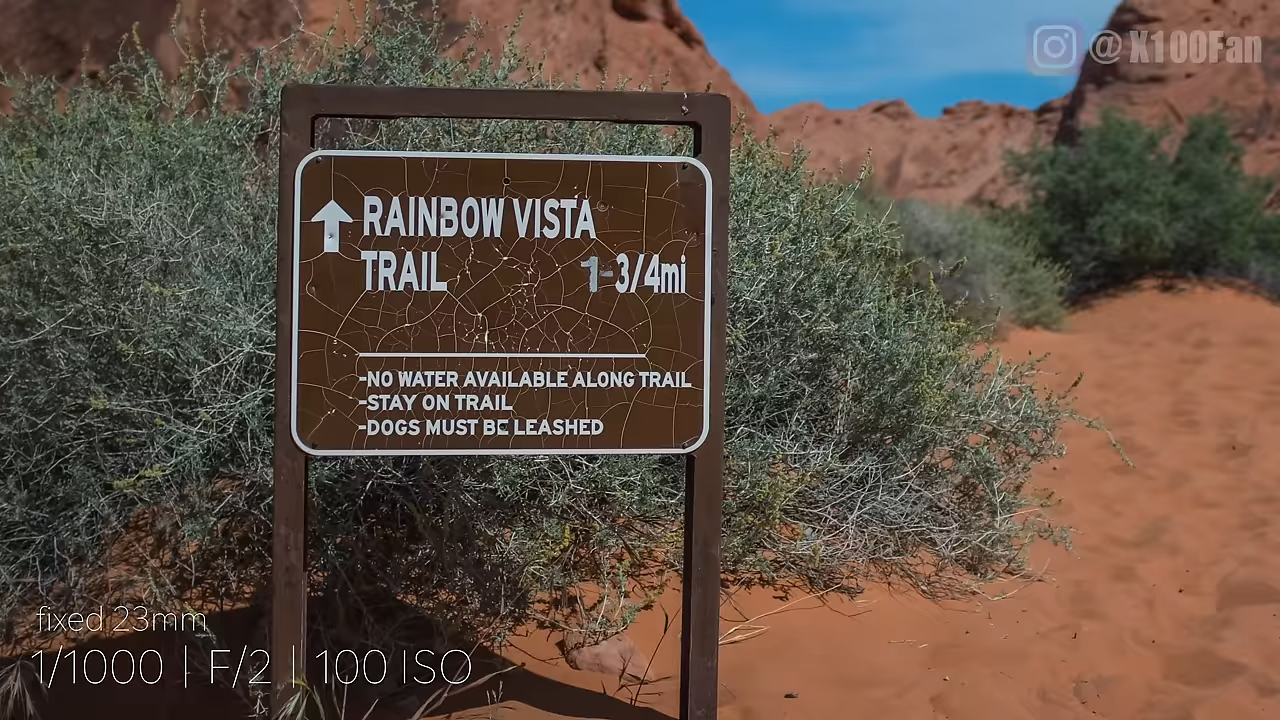 @X100Fan
RAINBOW VISTA
TRAIL 1-3/4mi
-NO WATER AVAILABLE ALONG TRAIL
-STAY ON TRAIL
-DOGS MUST BE LEASHED
fixed 23mm
1/1000 | F/2 | 100 ISO